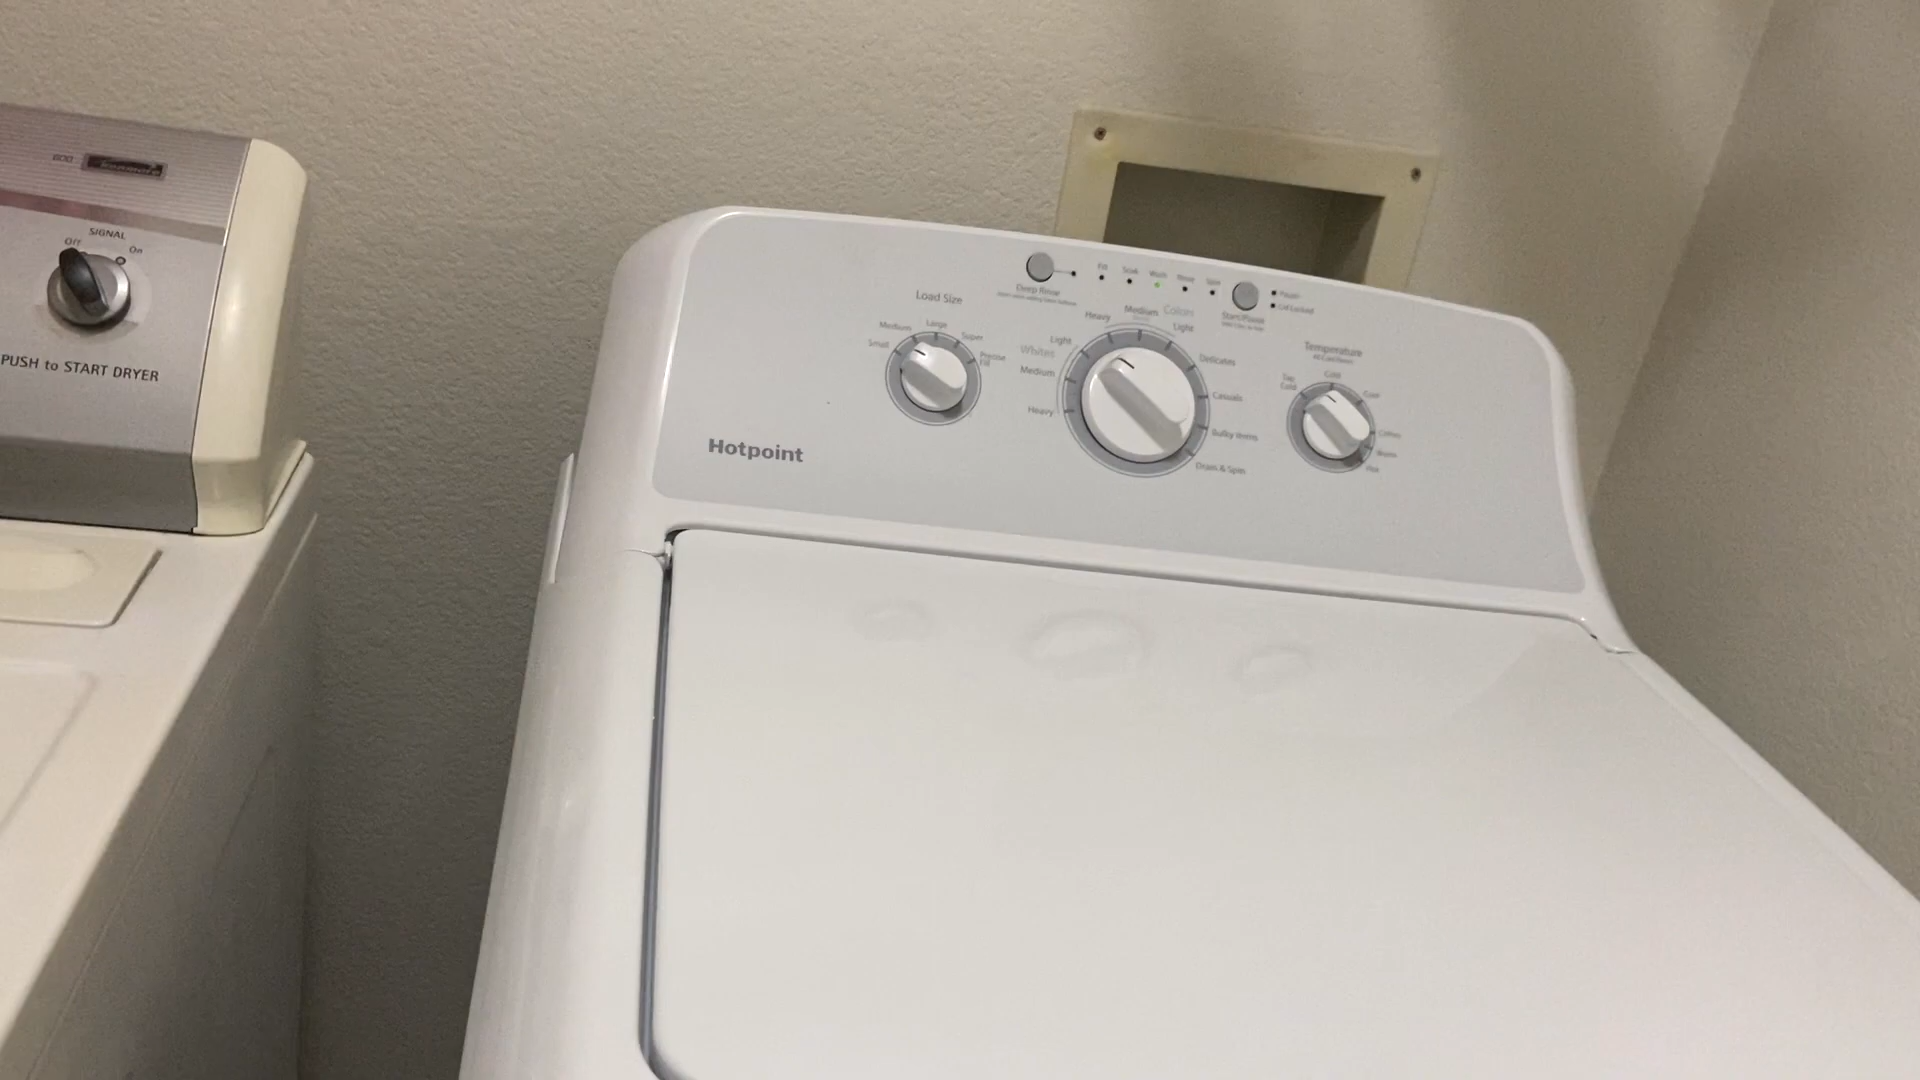 SIGNAL
Off
On
PUSH to START DRYER
Load Size
Small
Medium
Large
Super
Precise
Fill
Deep Rinse
Fill
Soak
Wash
Rinse
Spin
Start/Pause
Lid Locked
Whites
Heavy
Medium
Light
Colors
Heavy
Medium
Light
Delicates
Casuals
Bulky Items
Drain & Spin
Temperature
Tap
Cold
Cold
Cool
Warm
Hot
Hotpoint